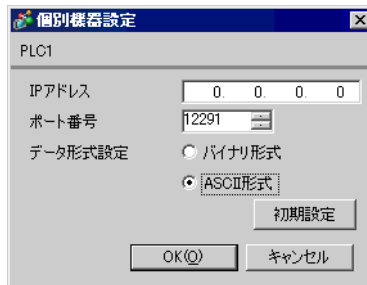 個別機器設定
PLC1
IPアドレス 0. 0. 0. 0
ポート番号 12291
データ形式設定 バイナリ形式
ASCII形式
初期設定
OK(O) キャンセル